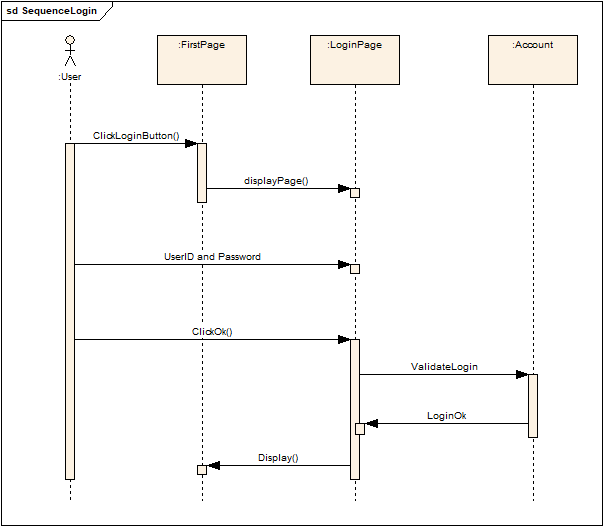 sd SequenceLogin
:User
:FirstPage
:LoginPage
:Account
ClickLoginButton()
displayPage()
UserID and Password
ClickOk()
ValidateLogin
LoginOk
Display()